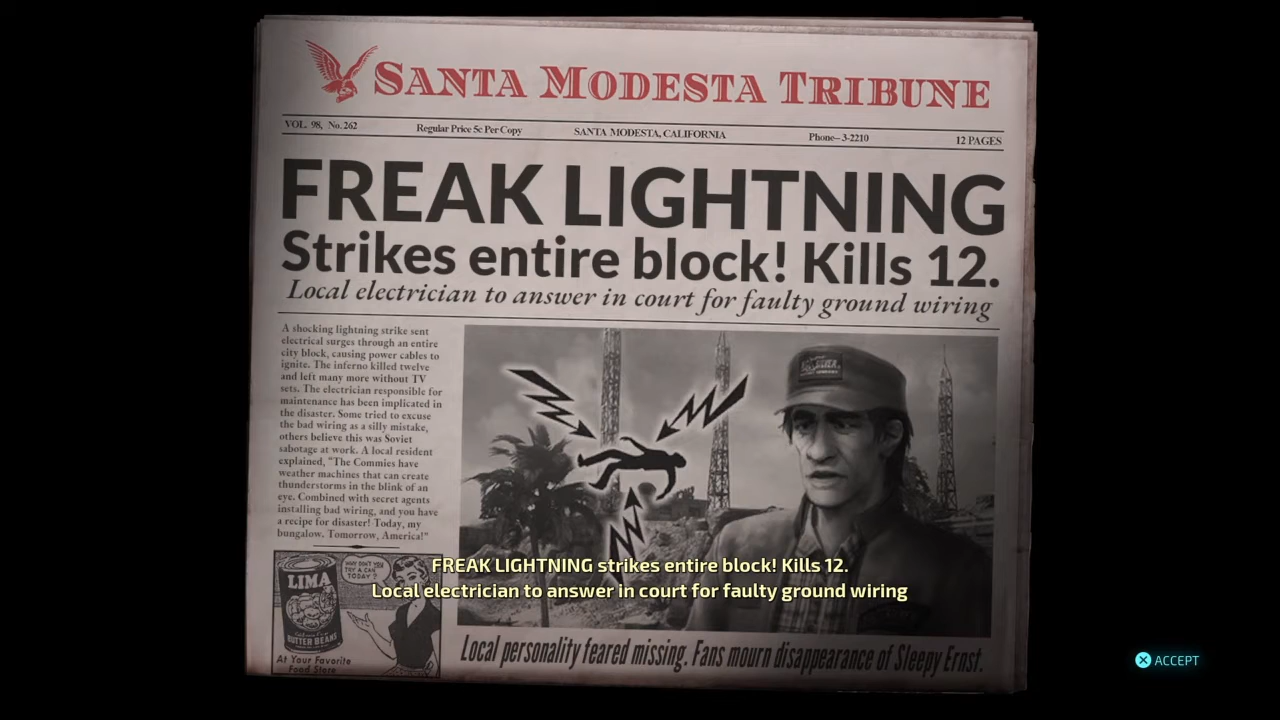 SANTA MODESTA TRIBUNE
VOL. 98, No. 262
Regular Price 5c Per Copy
SANTA MODESTA, CALIFORNIA
Phone– 3-2210
12 PAGES
FREAK LIGHTNING
Strikes entire block! Kills 12.
Local electrician to answer in court for faulty ground wiring
A shocking lightning strike sent
electrical surges through an entire
city block, causing power cables to
ignite. The inferno killed twelve
and left many more without TV
sets. The electrician responsible for
maintenance has been implicated in
the disaster. Some tried to excuse
the bad wiring as a silly mistake,
others believe this was Soviet
sabotage at work. A local resident
explained, "The Commies have
weather machines that can create
thunderstorms in the blink of an
eye. Combined with secret agents
installing bad wiring, and you have
a recipe for disaster! Today, my
bungalow. Tomorrow, America!"
LIMA
BUTTER BEANS
WHY DON'T YOU
TRY A CAN
TODAY?
At Your Favorite
Food Store
FREAK LIGHTNING strikes entire block! Kills 12.
Local electrician to answer in court for faulty ground wiring
Local personality feared missing. Fans mourn disappearance of Sleepy Ernst.
ACCEPT